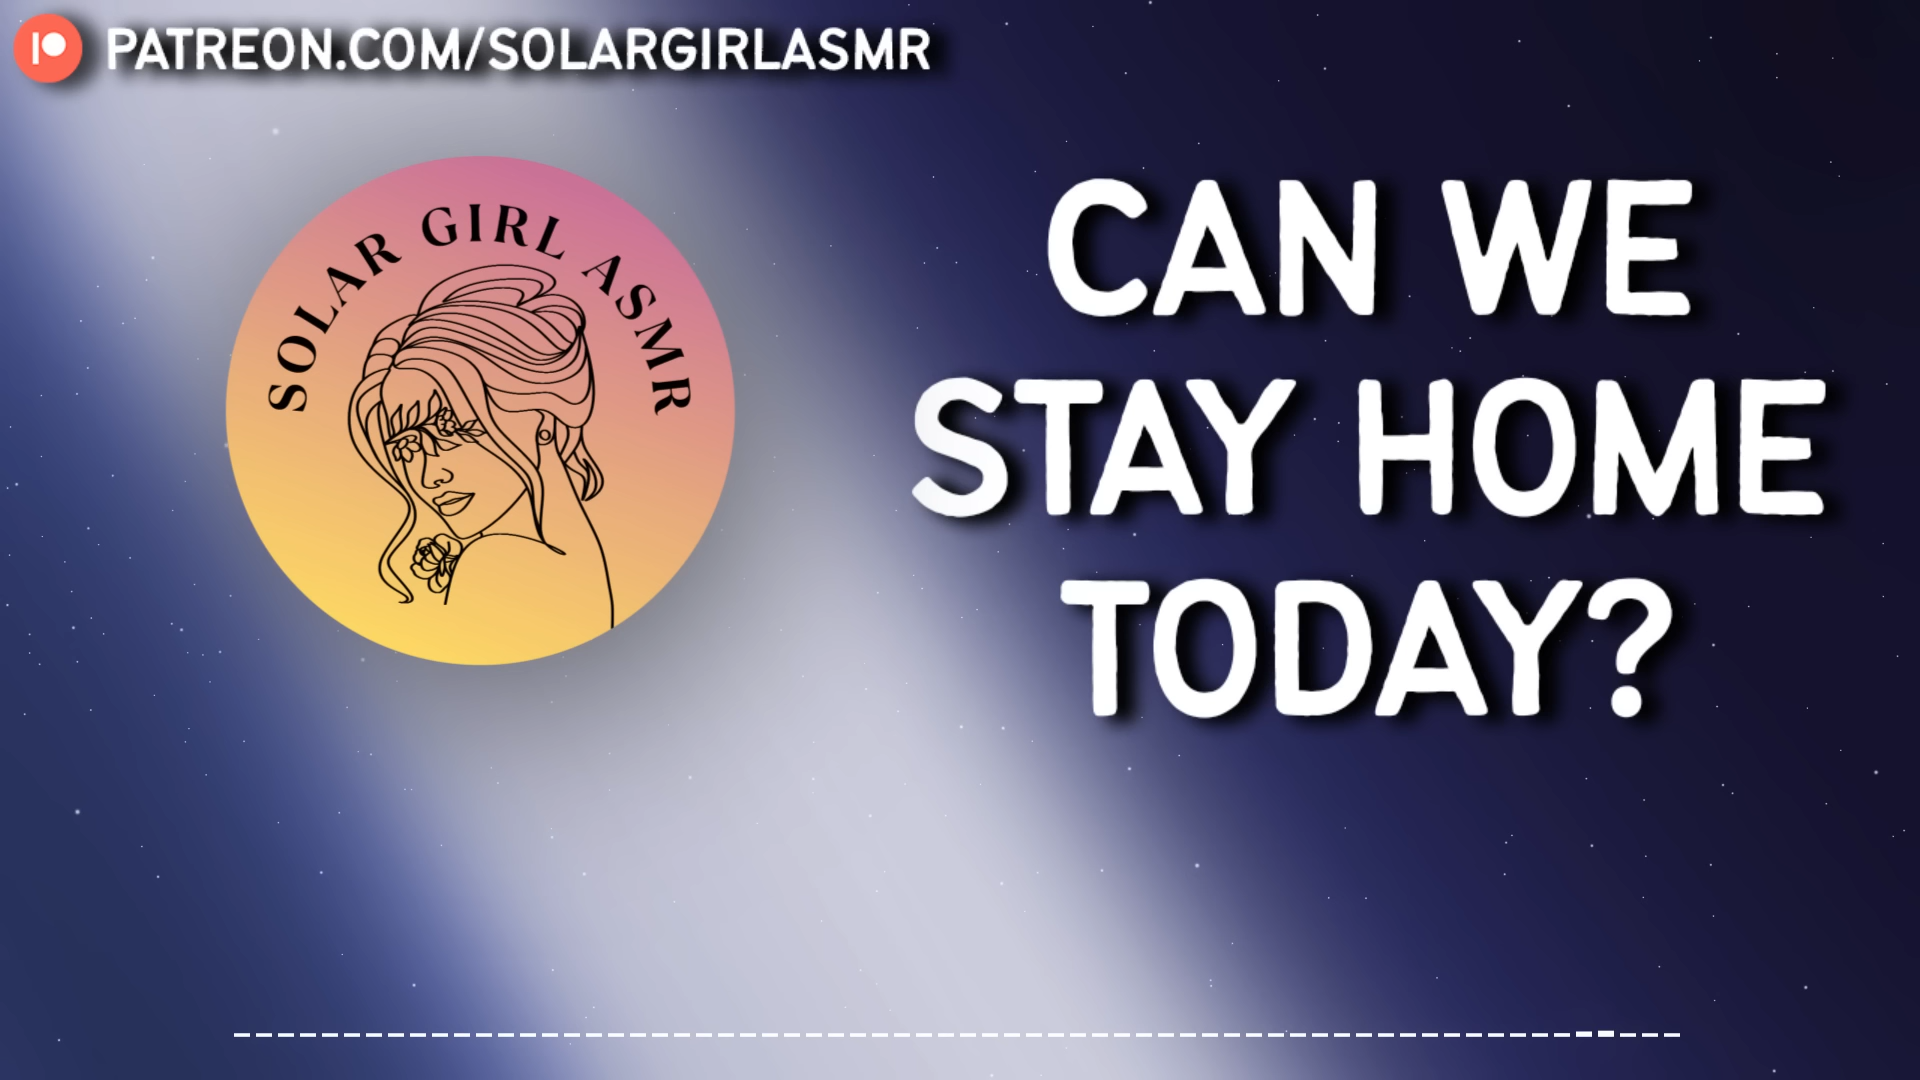 PATREON.COM/SOLARGIRLASMR
SOLAR GIRL ASMR
CAN WE
STAY HOME
TODAY?